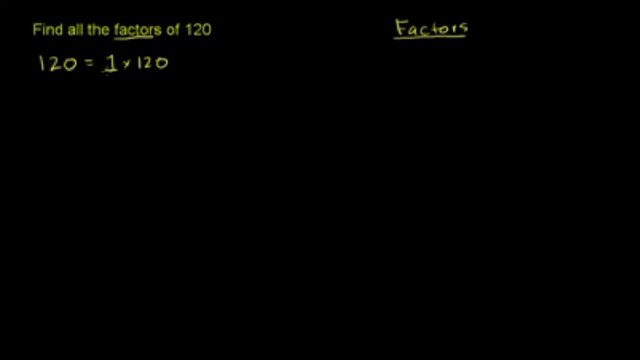 Find all the factors of 120
Factors
120 = 1 × 120